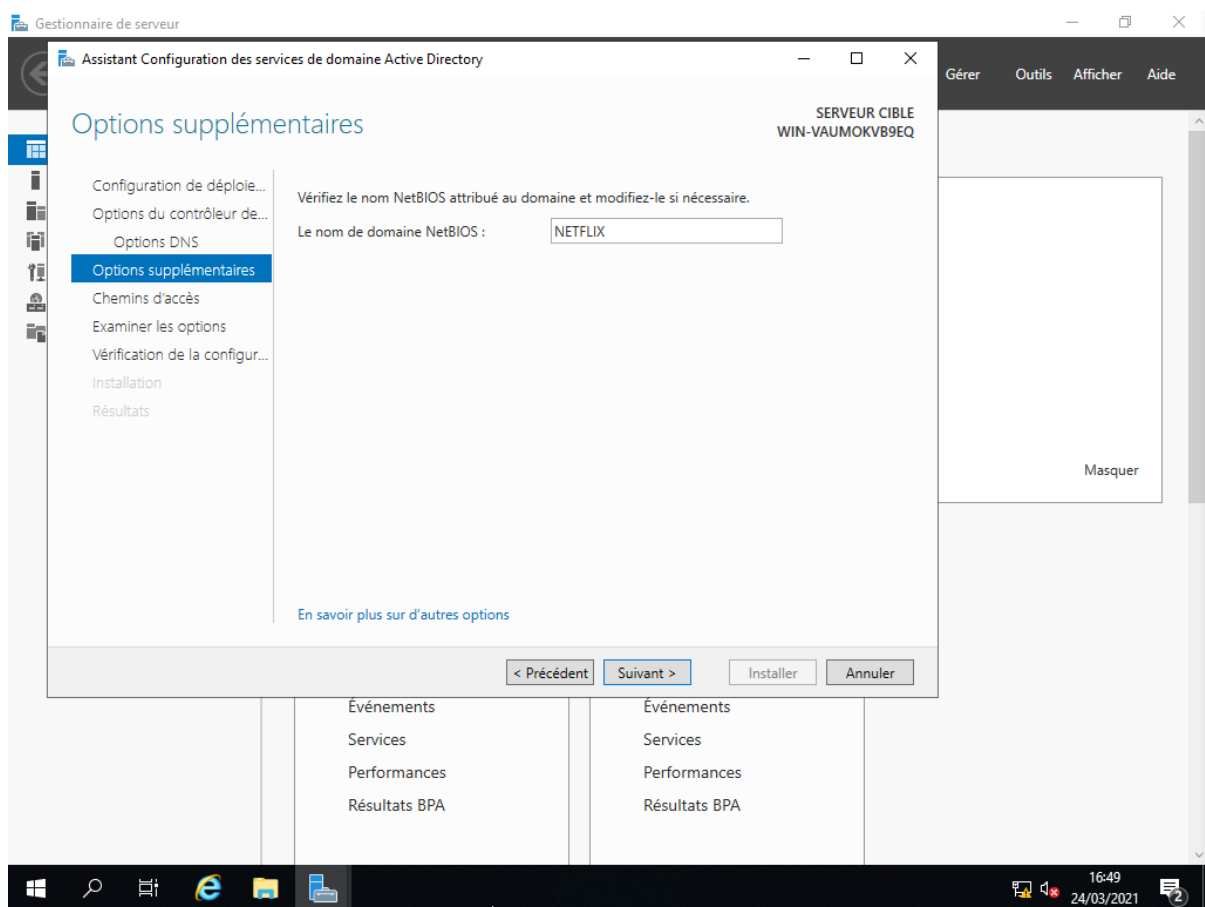 Gestionnaire de serveur
Assistant Configuration des services de domaine Active Directory
Gérer Outils Afficher Aide
Options supplémentaires
SERVEUR CIBLE
WIN-VAUMOKVB9EQ
Configuration de déploie...
Options du contrôleur de...
Options DNS
Options supplémentaires
Chemins d'accès
Examiner les options
Vérification de la configur...
Installation
Résultats
Vérifiez le nom NetBIOS attribué au domaine et modifiez-le si nécessaire.
Le nom de domaine NetBIOS : NETFLIX
Masquer
En savoir plus sur d'autres options
< Précédent Suivant > Installer Annuler
Événements
Services
Performances
Résultats BPA
Événements
Services
Performances
Résultats BPA
16:49
24/03/2021
2